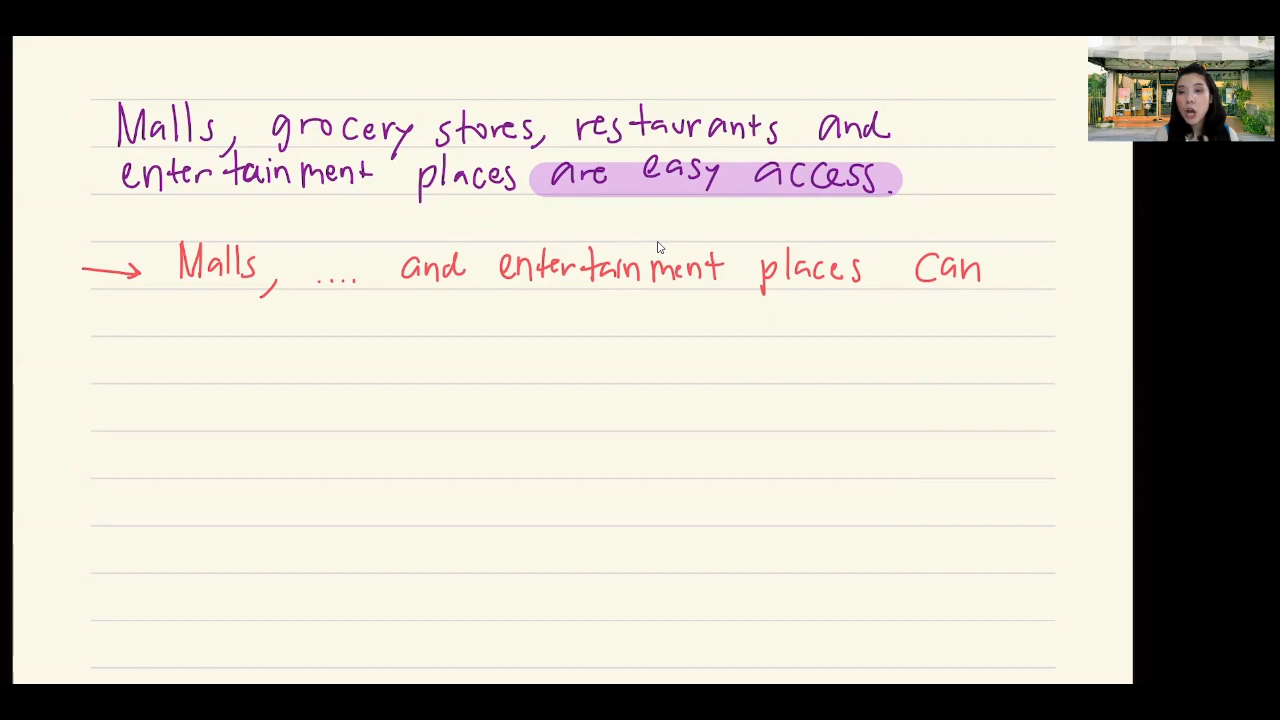 Malls, grocery stores, restaurants and
entertainment places are easy access.
→ Malls, .... and entertainment places can